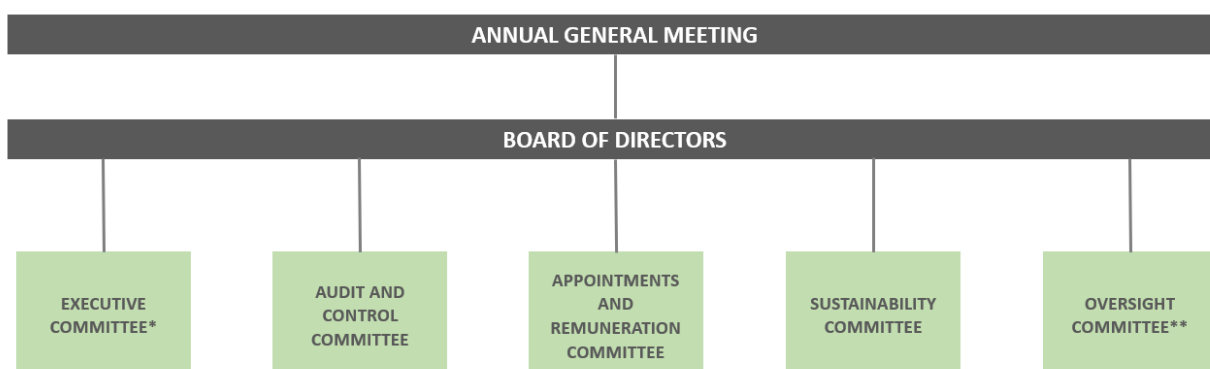 ANNUAL GENERAL MEETING
BOARD OF DIRECTORS
EXECUTIVE
COMMITTEE*
AUDIT AND
CONTROL
COMMITTEE
APPOINTMENTS
AND
REMUNERATION
COMMITTEE
SUSTAINABILITY
COMMITTEE
OVERSIGHT
COMMITTEE**